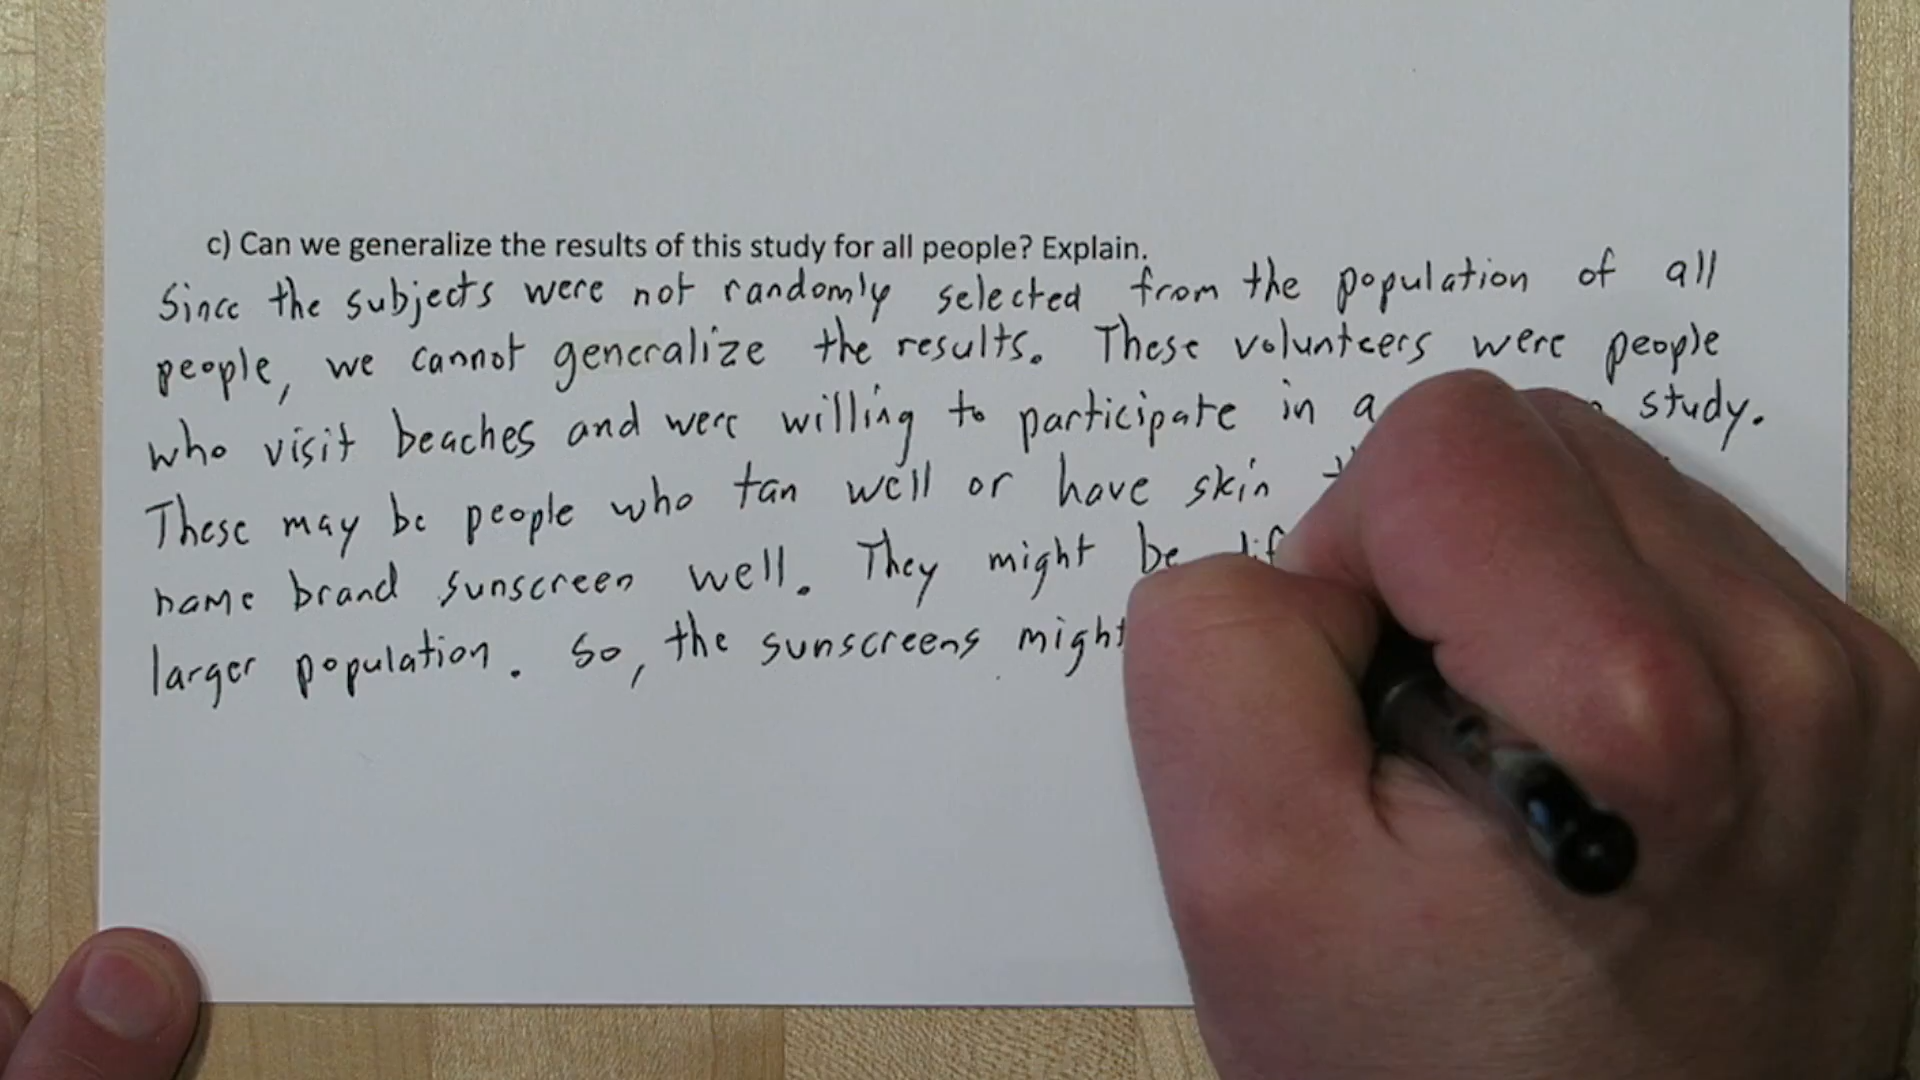 c) Can we generalize the results of this study for all people? Explain.
Since the subjects were not randomly selected from the population of all
people, we cannot generalize the results. These volunteers were people
who visit beaches and were willing to participate in a study.
These may be people who tan well or have skin
name brand sunscreen well. They might be
larger population. So, the sunscreens might